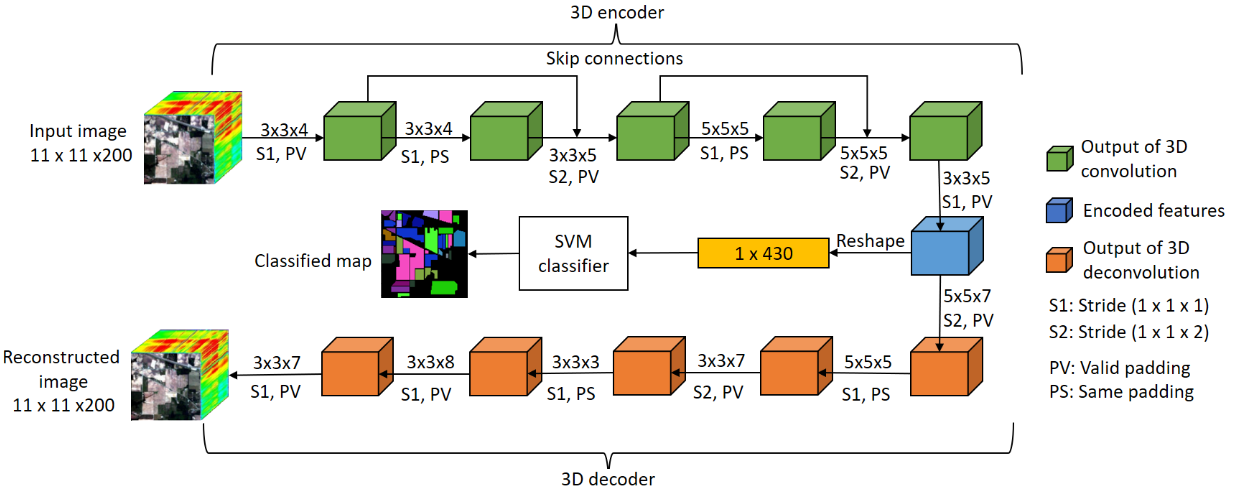 3D encoder
Skip connections
Input image
11 x 11 x200
3x3x4
S1, PV
3x3x4
S1, PS
3x3x5
S2, PV
5x5x5
S1, PS
5x5x5
S2, PV
3x3x5
S1, PV
Output of 3D
convolution
Encoded features
Output of 3D
deconvolution
S1: Stride (1 x 1 x 1)
S2: Stride (1 x 1 x 2)
PV: Valid padding
PS: Same padding
Classified map
SVM
classifier
1 x 430
Reshape
5x5x7
S2, PV
Reconstructed
image
11 x 11 x200
3x3x7
S1, PV
3x3x8
S1, PV
3x3x3
S1, PS
3x3x7
S2, PV
5x5x5
S1, PS
3D decoder